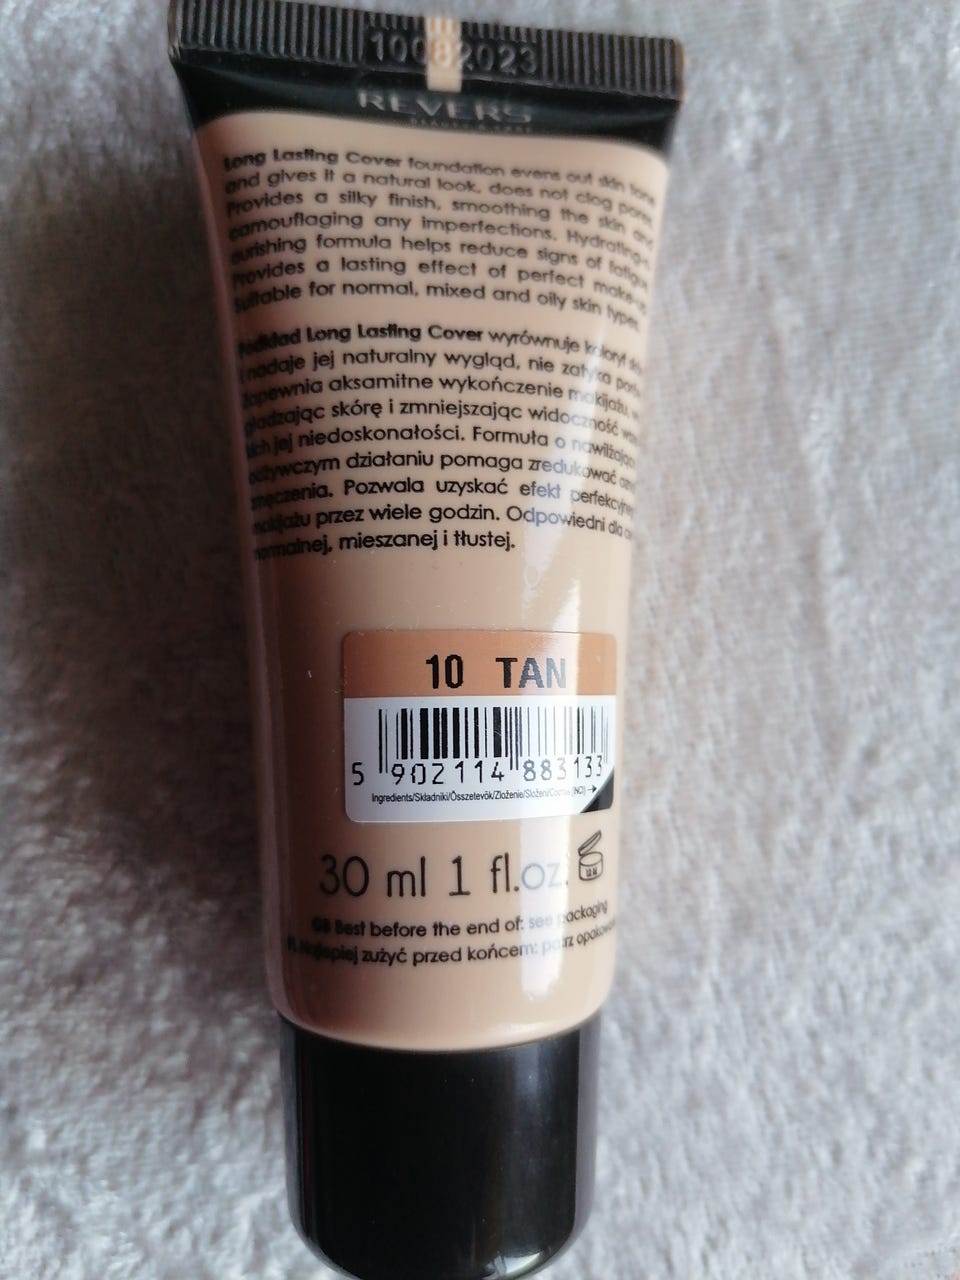 10082023
REVERS
Long Lasting Cover foundation evens out skin tone
and gives it a natural look, does not clog pores.
Provides a silky finish, smoothing the skin and
camouflaging any imperfections. Hydrating-n
ourishing formula helps reduce signs of fatigue
Provides a lasting effect of perfect make-up
Suitable for normal, mixed and oily skin types.
Podkład Long Lasting Cover wyrównuje koloryt
i nadaje jej naturalny wygląd, nie zatyka
Zapewnia aksamitne wykończenie makijażu
gładzając skórę i zmniejszając widoczność
kich jej niedoskonałości. Formuła o nawilżająco
odżywczym działaniu pomaga zredukować
zmęczenia. Pozwala uzyskać efekt perfekcyjnego
makijażu przez wiele godzin. Odpowiedni dla
normalnej, mieszanej i tłustej.
10 TAN
5 902114 883133
Ingredients/Składniki/Összetevők/Zloženie/Složení/ (INCI) →
30 ml 1 fl.oz.
GB Best before the end of: see packaging
PL Najlepiej zużyć przed końcem: patrz